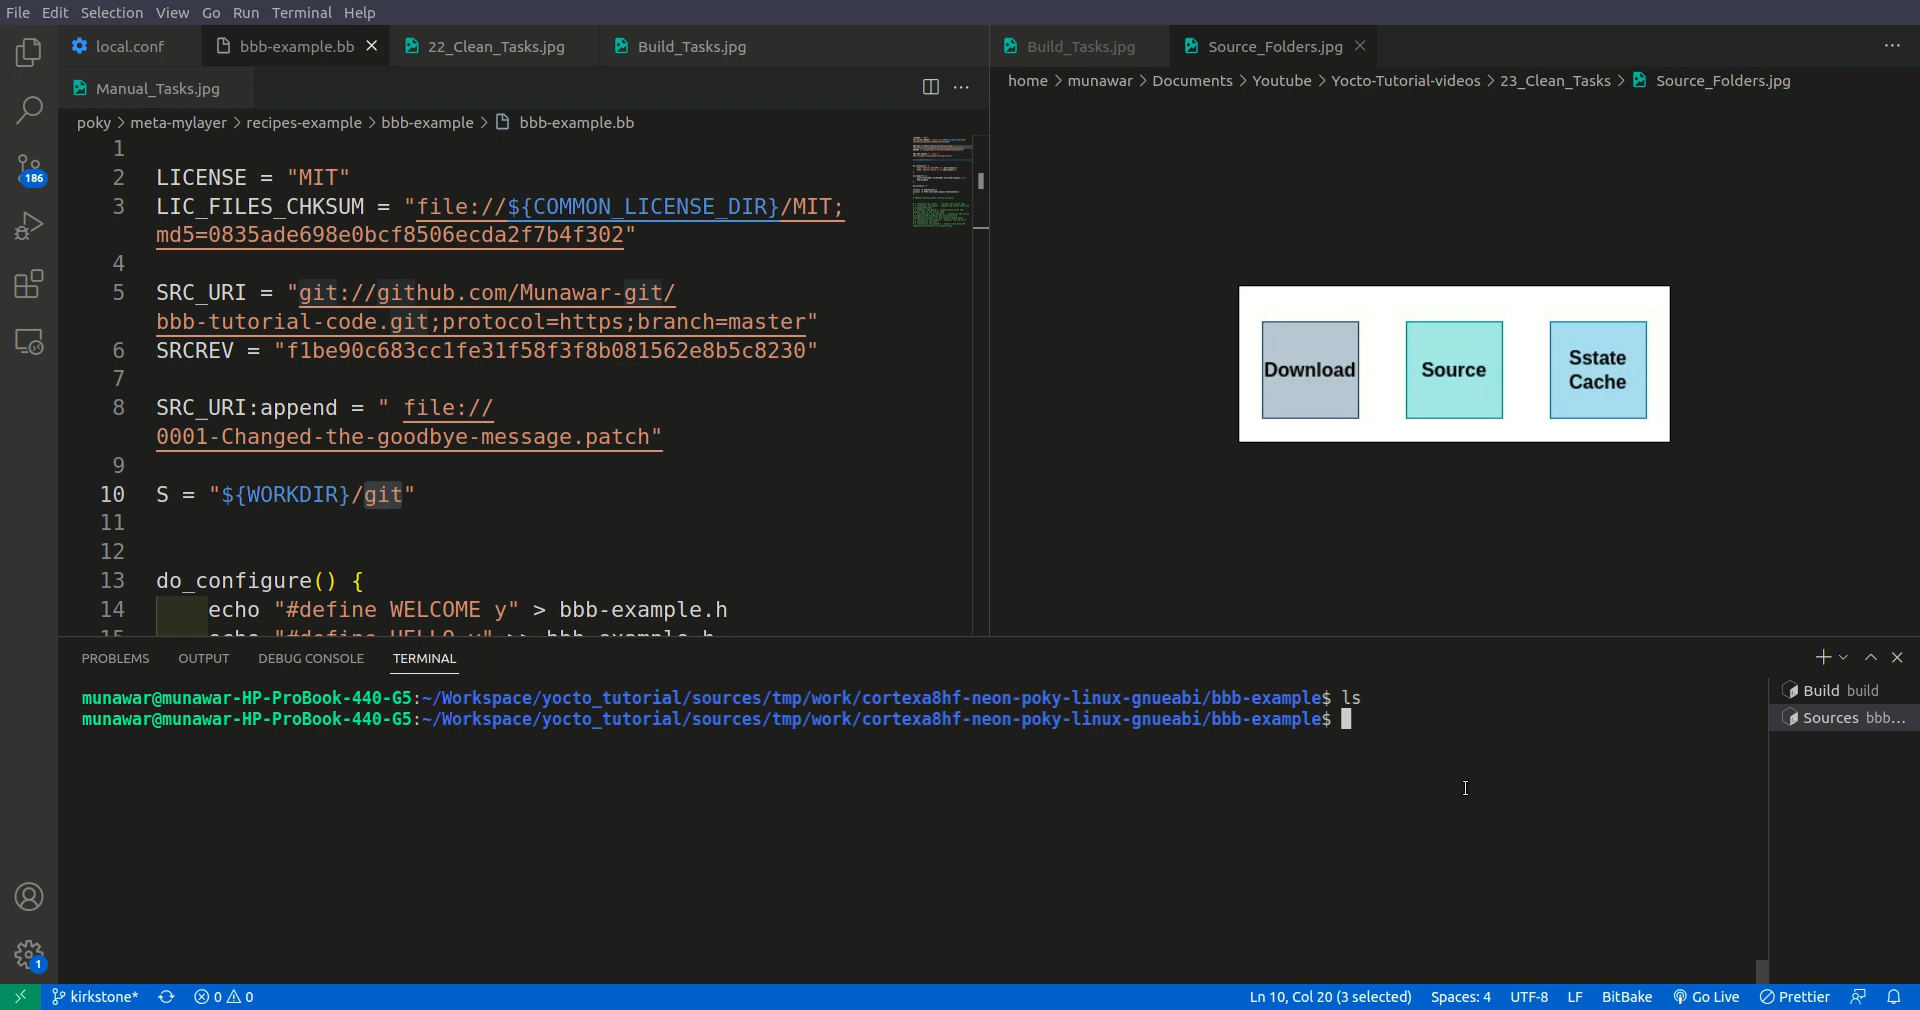 File Edit Selection View Go Run Terminal Help
local.conf bbb-example.bb 22_Clean_Tasks.jpg Build_Tasks.jpg
Manual_Tasks.jpg
poky > meta-mylayer > recipes-example > bbb-example > bbb-example.bb
1
2 LICENSE = "MIT"
3 LIC_FILES_CHKSUM = "file://${COMMON_LICENSE_DIR}/MIT;
md5=0835ade698e0bcf8506ecda2f7b4f302"
4
5 SRC_URI = "git://github.com/Munawar-git/
bbb-tutorial-code.git;protocol=https;branch=master"
6 SRCREV = "f1be90c683cc1fe31f58f3f8b081562e8b5c8230"
7
8 SRC_URI:append = " file://
0001-Changed-the-goodbye-message.patch"
9
10 S = "${WORKDIR}/git"
11
12
13 do_configure() {
14 echo "#define WELCOME y" > bbb-example.h
15 echo "#define HELLO y" >> bbb-example.h
Build_Tasks.jpg Source_Folders.jpg
home > munawar > Documents > Youtube > Yocto-Tutorial-videos > 23_Clean_Tasks > Source_Folders.jpg
Download
Source
Sstate
Cache
186
1
PROBLEMS OUTPUT DEBUG CONSOLE TERMINAL
munawar@munawar-HP-ProBook-440-G5:~/Workspace/yocto_tutorial/sources/tmp/work/cortexa8hf-neon-poky-linux-gnueabi/bbb-example$ ls
munawar@munawar-HP-ProBook-440-G5:~/Workspace/yocto_tutorial/sources/tmp/work/cortexa8hf-neon-poky-linux-gnueabi/bbb-example$
Build build
Sources bbb...
kirkstone* 0 0 Ln 10, Col 20 (3 selected) Spaces: 4 UTF-8 LF BitBake Go Live Prettier